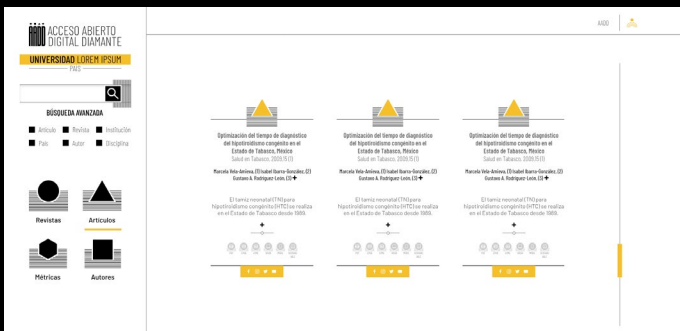 ACCESO ABIERTO
DIGITAL DIAMANTE
UNIVERSIDAD LOREM IPSUM
PAÍS
BÚSQUEDA AVANZADA
Artículo Revista Institución
País Autor Disciplina
Revistas Artículos
Métricas Autores
AADD
Optimización del tiempo de diagnóstico
del hipotiroidismo congénito en el
Estado de Tabasco, México
Salud en Tabasco, 2009,15 (1)
Marcela Vela-Amieva, (1) Isabel Ibarra-González, (2)
Gustavo A. Rodríguez-León, (3) +
El tamiz neonatal (TN) para
hipotiroidismo congénito (HTC) se realiza
en el Estado de Tabasco desde 1989.
+
Optimización del tiempo de diagnóstico
del hipotiroidismo congénito en el
Estado de Tabasco, México
Salud en Tabasco, 2009,15 (1)
Marcela Vela-Amieva, (1) Isabel Ibarra-González, (2)
Gustavo A. Rodríguez-León, (3) +
El tamiz neonatal (TN) para
hipotiroidismo congénito (HTC) se realiza
en el Estado de Tabasco desde 1989.
+
Optimización del tiempo de diagnóstico
del hipotiroidismo congénito en el
Estado de Tabasco, México
Salud en Tabasco, 2009,15 (1)
Marcela Vela-Amieva, (1) Isabel Ibarra-González, (2)
Gustavo A. Rodríguez-León, (3) +
El tamiz neonatal (TN) para
hipotiroidismo congénito (HTC) se realiza
en el Estado de Tabasco desde 1989.
+